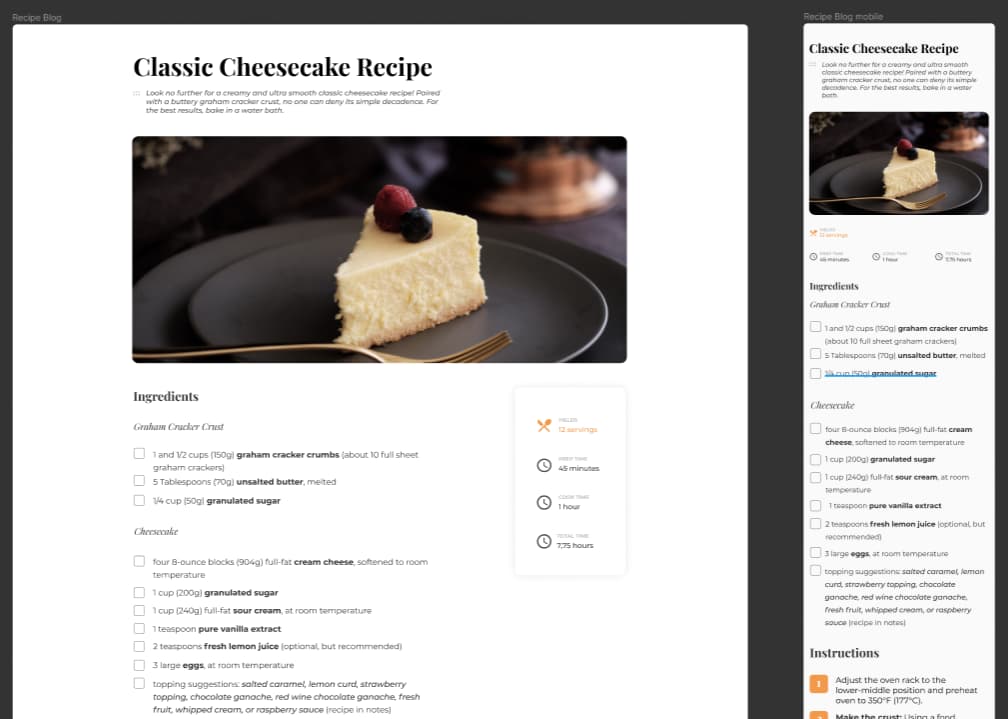 Recipe Blog
Classic Cheesecake Recipe
Look no further for a creamy and ultra smooth classic cheesecake recipe! Paired
with a buttery graham cracker crust, no one can deny its simple decadence. For
the best results, bake in a water bath.
Ingredients
Graham Cracker Crust
1 and 1/2 cups (150g) graham cracker crumbs (about 10 full sheet
graham crackers)
5 Tablespoons (70g) unsalted butter, melted
1/4 cup (50g) granulated sugar
Cheesecake
four 8-ounce blocks (904g) full-fat cream cheese, softened to room
temperature
1 cup (200g) granulated sugar
1 cup (240g) full-fat sour cream, at room temperature
1 teaspoon pure vanilla extract
2 teaspoons fresh lemon juice (optional, but recommended)
3 large eggs, at room temperature
topping suggestions: salted caramel, lemon curd, strawberry
topping, chocolate ganache, red wine chocolate ganache, fresh
fruit, whipped cream, or raspberry sauce (recipe in notes)
12 servings
PREP TIME
45 minutes
COOK TIME
1 hour
TOTAL TIME
7,75 hours
Recipe Blog mobile
Classic Cheesecake Recipe
Look no further for a creamy and ultra smooth
classic cheesecake recipe! Paired with a buttery
graham cracker crust, no one can deny its simple
decadence. For the best results, bake in a water
bath.
12 servings
PREP TIME
45 minutes
COOK TIME
1 hour
TOTAL TIME
7,75 hours
Ingredients
Graham Cracker Crust
1 and 1/2 cups (150g) graham cracker crumbs
(about 10 full sheet graham crackers)
5 Tablespoons (70g) unsalted butter, melted
1/4 cup (50g) granulated sugar
Cheesecake
four 8-ounce blocks (904g) full-fat cream
cheese, softened to room temperature
1 cup (200g) granulated sugar
1 cup (240g) full-fat sour cream, at room
temperature
1 teaspoon pure vanilla extract
2 teaspoons fresh lemon juice (optional, but
recommended)
3 large eggs, at room temperature
topping suggestions: salted caramel, lemon
curd, strawberry topping, chocolate
ganache, red wine chocolate ganache,
fresh fruit, whipped cream, or raspberry
sauce (recipe in notes)
Instructions
1
Adjust the oven rack to the
lower-middle position and preheat
oven to 350°F (177°C).
Make the crust: Using a food